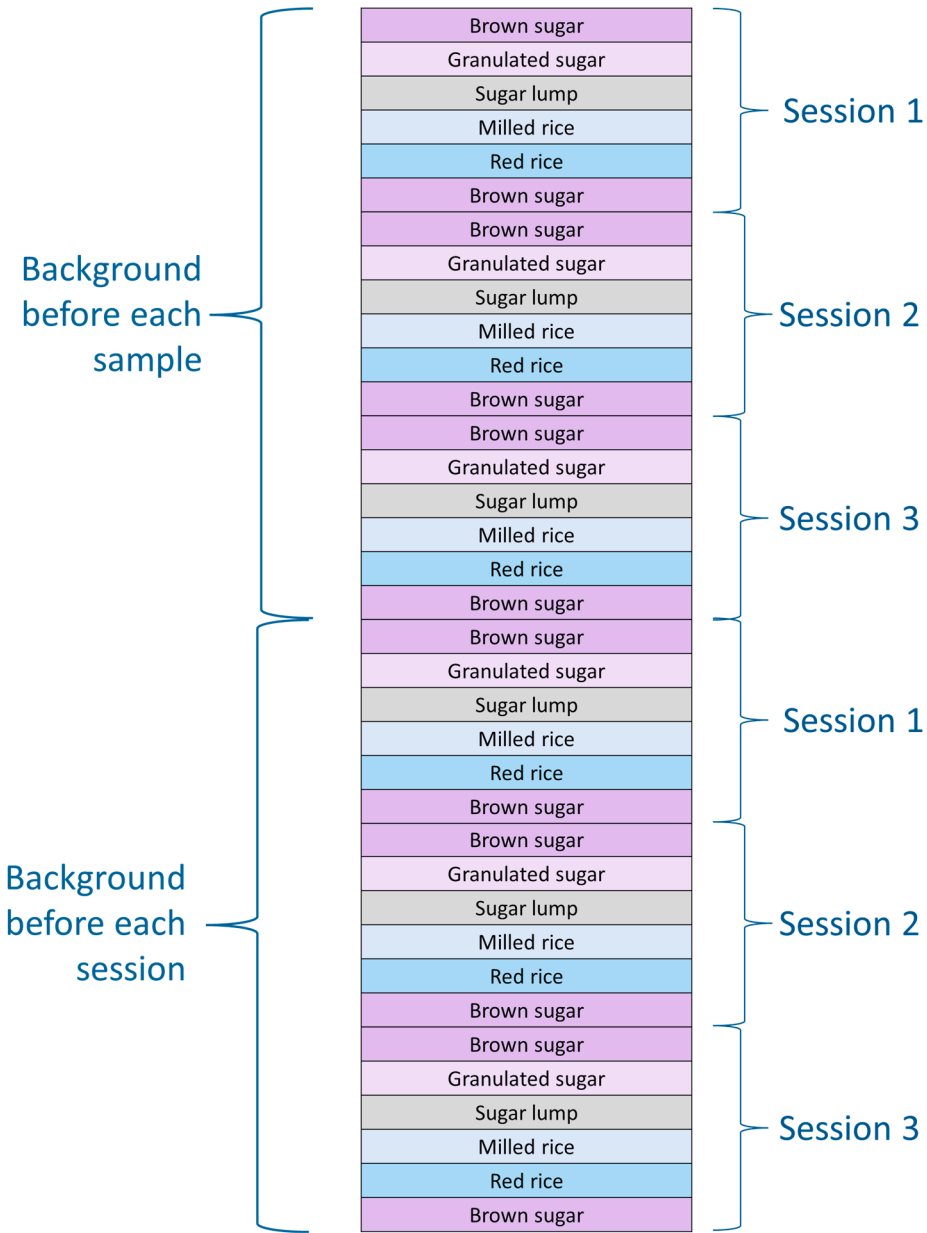 Brown sugar
Granulated sugar
Sugar lump
Milled rice
Red rice
Brown sugar
Session 1
Brown sugar
Granulated sugar
Sugar lump
Milled rice
Red rice
Brown sugar
Session 2
Brown sugar
Granulated sugar
Sugar lump
Milled rice
Red rice
Brown sugar
Session 3
Background
before each
sample
Brown sugar
Granulated sugar
Sugar lump
Milled rice
Red rice
Brown sugar
Session 1
Brown sugar
Granulated sugar
Sugar lump
Milled rice
Red rice
Brown sugar
Session 2
Brown sugar
Granulated sugar
Sugar lump
Milled rice
Red rice
Brown sugar
Session 3
Background
before each
session